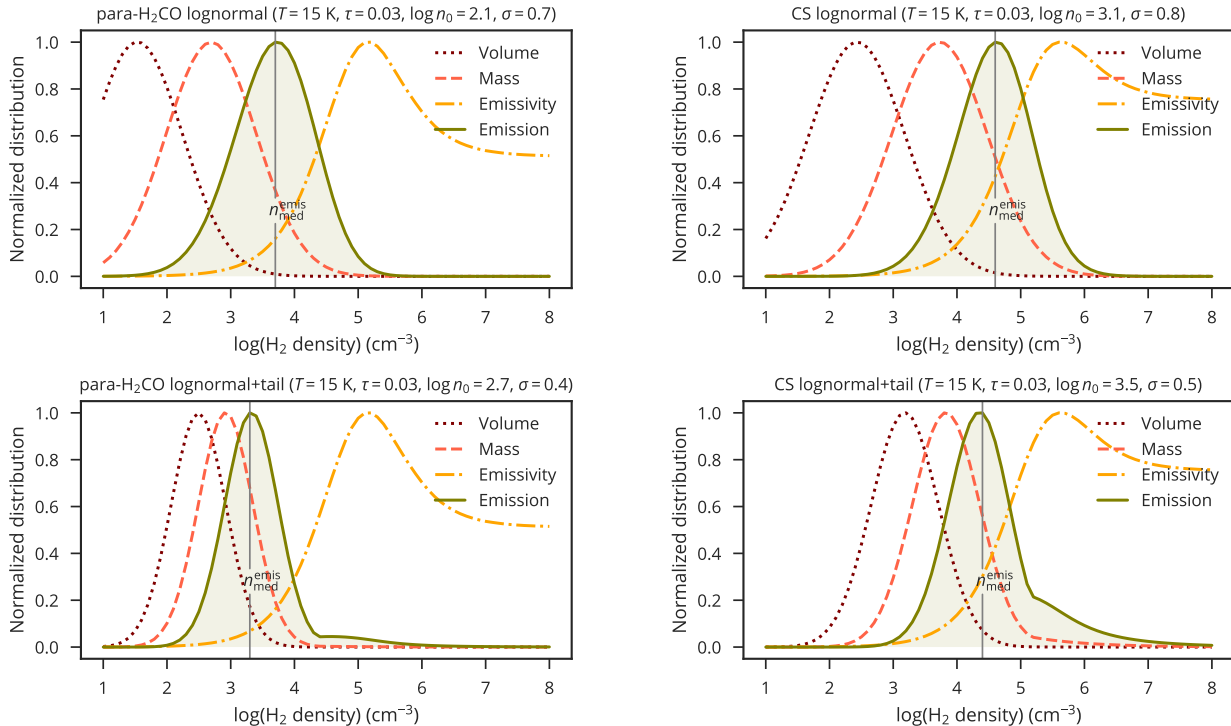 para-H₂CO lognormal (T = 15 K, τ = 0.03, log n₀ = 2.1, σ = 0.7)
Normalized distribution
1.0
0.8
0.6
0.4
0.2
0.0
Volume
Mass
Emissivity
Emission
n_med^emis
1 2 3 4 5 6 7 8
log(H₂ density) (cm⁻³)
CS lognormal (T = 15 K, τ = 0.03, log n₀ = 3.1, σ = 0.8)
Normalized distribution
1.0
0.8
0.6
0.4
0.2
0.0
Volume
Mass
Emissivity
Emission
n_med^emis
1 2 3 4 5 6 7 8
log(H₂ density) (cm⁻³)
para-H₂CO lognormal+tail (T = 15 K, τ = 0.03, log n₀ = 2.7, σ = 0.4)
Normalized distribution
1.0
0.8
0.6
0.4
0.2
0.0
Volume
Mass
Emissivity
Emission
n_med^emis
1 2 3 4 5 6 7 8
log(H₂ density) (cm⁻³)
CS lognormal+tail (T = 15 K, τ = 0.03, log n₀ = 3.5, σ = 0.5)
Normalized distribution
1.0
0.8
0.6
0.4
0.2
0.0
Volume
Mass
Emissivity
Emission
n_med^emis
1 2 3 4 5 6 7 8
log(H₂ density) (cm⁻³)